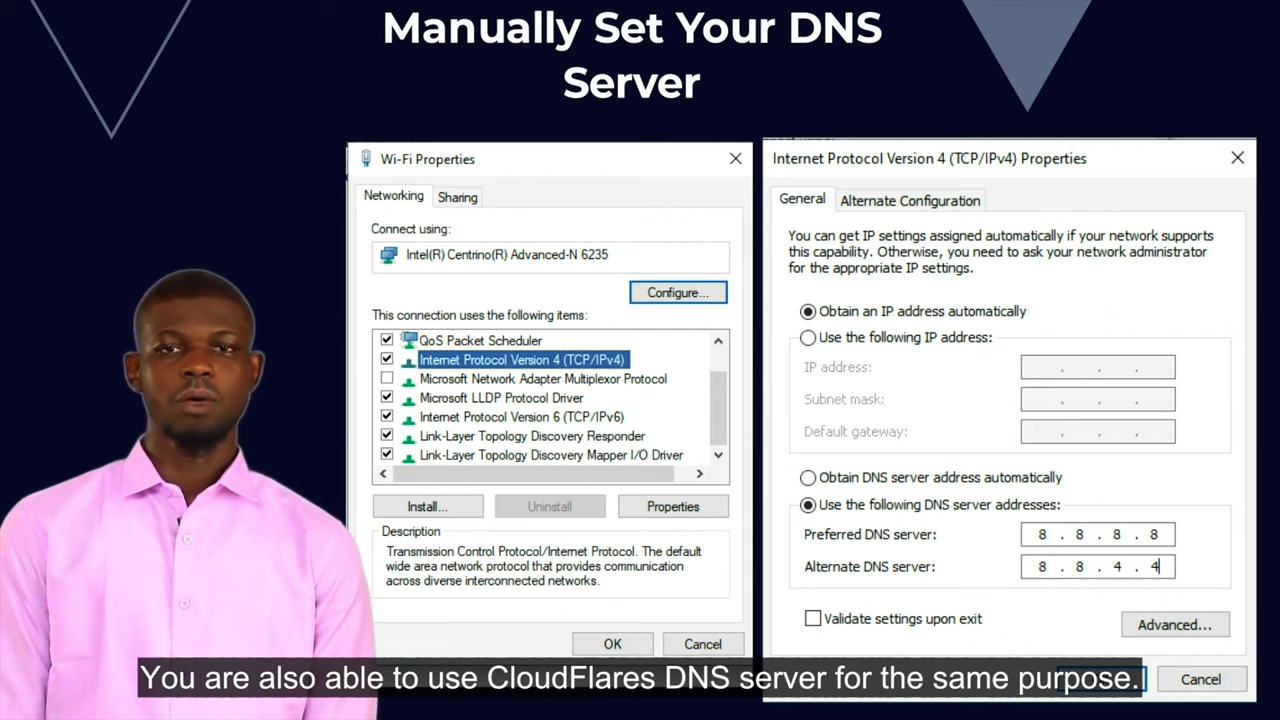 Manually Set Your DNS
Server
Wi-Fi Properties
Networking
Sharing
Connect using:
Intel(R) Centrino(R) Advanced-N 6235
Configure...
This connection uses the following items:
QoS Packet Scheduler
Internet Protocol Version 4 (TCP/IPv4)
Microsoft Network Adapter Multiplexor Protocol
Microsoft LLDP Protocol Driver
Internet Protocol Version 6 (TCP/IPv6)
Link-Layer Topology Discovery Responder
Link-Layer Topology Discovery Mapper I/O Driver
Install...
Uninstall
Properties
Description
Transmission Control Protocol/Internet Protocol. The default
wide area network protocol that provides communication
across diverse interconnected networks.
OK
Cancel
Internet Protocol Version 4 (TCP/IPv4) Properties
General
Alternate Configuration
You can get IP settings assigned automatically if your network supports
this capability. Otherwise, you need to ask your network administrator
for the appropriate IP settings.
Obtain an IP address automatically
Use the following IP address:
IP address:
Subnet mask:
Default gateway:
Obtain DNS server address automatically
Use the following DNS server addresses:
Preferred DNS server: 8 . 8 . 8 . 8
Alternate DNS server: 8 . 8 . 4 . 4
Validate settings upon exit
Advanced...
Cancel
You are also able to use CloudFlares DNS server for the same purpose.